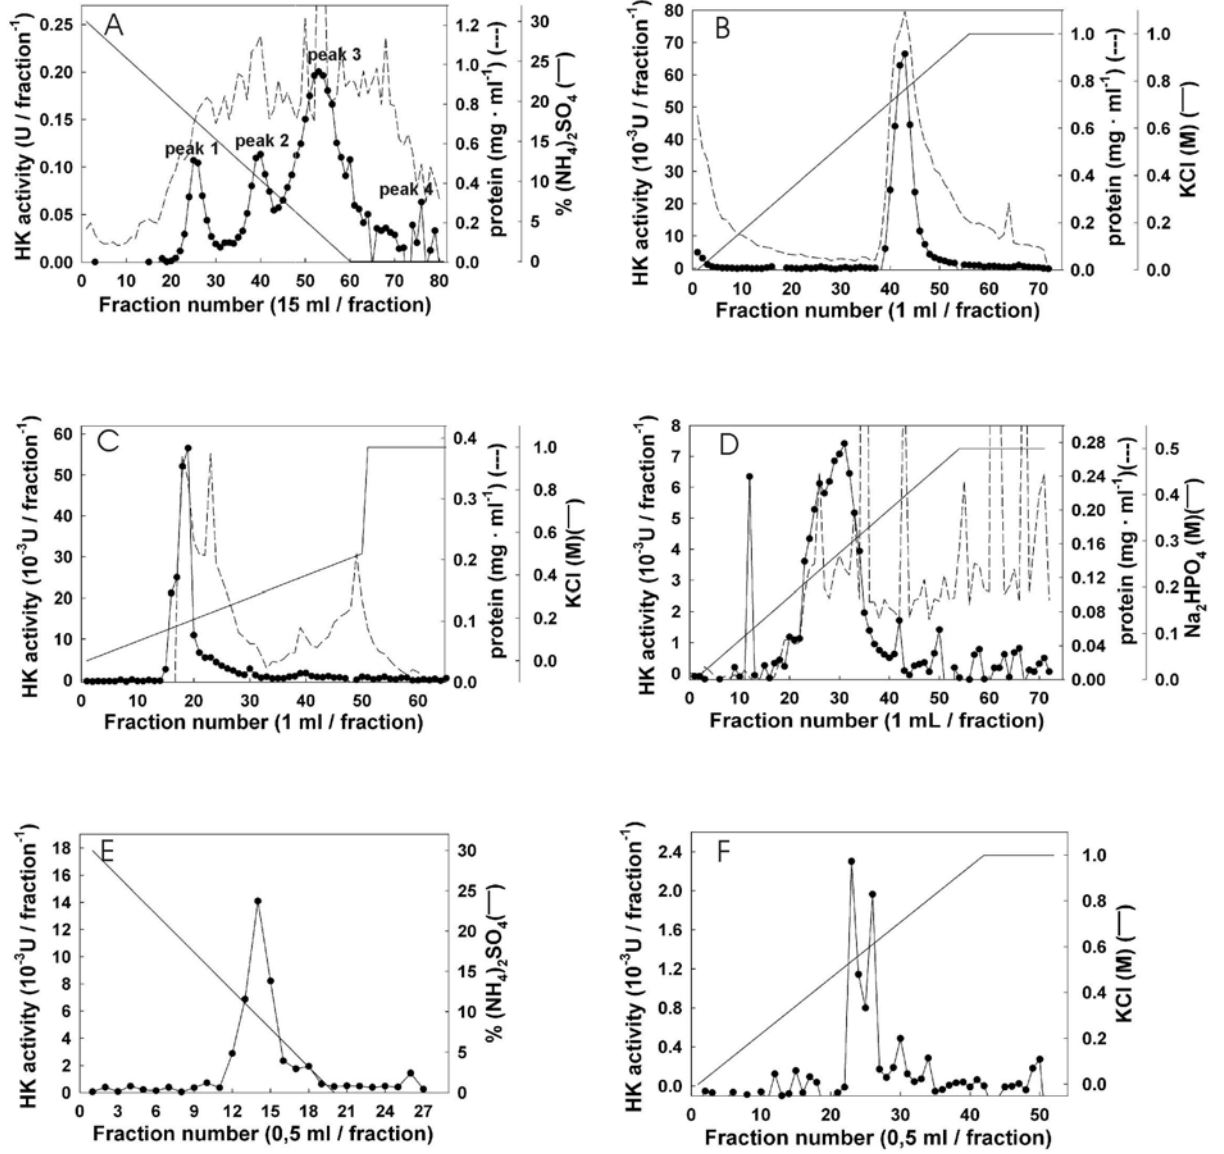 A
HK activity (U / fraction⁻¹)
0.25
0.20
0.15
0.10
0.05
0.00
peak 1
peak 2
peak 3
peak 4
0 10 20 30 40 50 60 70 80
Fraction number (15 ml / fraction)
1.2
1.0
0.8
0.6
0.4
0.2
0.0
protein (mg · ml⁻¹) (---)
30
25
20
15
10
5
0
% (NH₄)₂SO₄ (—)
B
HK activity (10⁻³U / fraction⁻¹)
80
70
60
50
40
30
20
10
0
0 10 20 30 40 50 60 70
Fraction number (1 ml / fraction)
1.0
0.8
0.6
0.4
0.2
0.0
protein (mg · ml⁻¹) (---)
1.0
0.8
0.6
0.4
0.2
0.0
KCl (M) (—)
C
HK activity (10⁻³U / fraction⁻¹)
60
50
40
30
20
10
0
0 10 20 30 40 50 60
Fraction number (1 ml / fraction)
0.4
0.3
0.2
0.1
0.0
protein (mg · ml⁻¹) (---)
1.0
0.8
0.6
0.4
0.2
0.0
KCl (M)(—)
D
HK activity (10⁻³U / fraction⁻¹)
8
7
6
5
4
3
2
1
0
0 10 20 30 40 50 60 70
Fraction number (1 mL / fraction)
0.28
0.24
0.20
0.16
0.12
0.08
0.04
0.00
protein (mg · ml⁻¹)(---)
0.5
0.4
0.3
0.2
0.1
0.0
Na₂HPO₄ (M)(—)
E
HK activity (10⁻³U / fraction⁻¹)
18
16
14
12
10
8
6
4
2
0
0 3 6 9 12 15 18 21 24 27
Fraction number (0,5 ml / fraction)
30
25
20
15
10
5
0
% (NH₄)₂SO₄(—)
F
HK activity (10⁻³U / fraction⁻¹)
2.4
2.0
1.6
1.2
0.8
0.4
0.0
0 10 20 30 40 50
Fraction number (0,5 ml / fraction)
1.0
0.8
0.6
0.4
0.2
0.0
KCl (M) (—)